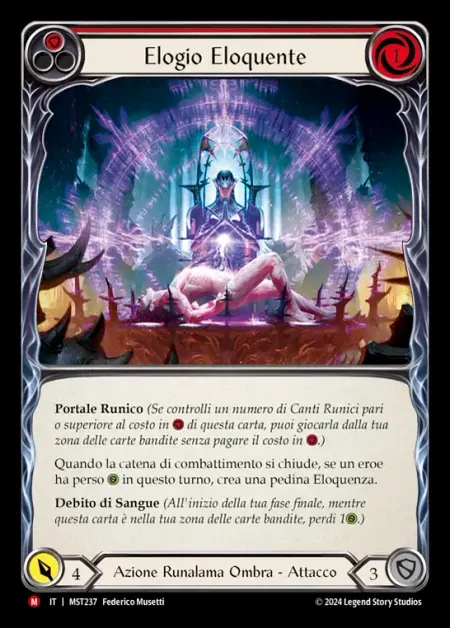 Elogio Eloquente
1
Portale Runico (Se controlli un numero di Canti Runici pari
o superiore al costo in di questa carta, puoi giocarla dalla tua
zona delle carte bandite senza pagare il costo in .)
Quando la catena di combattimento si chiude, se un eroe
ha perso in questo turno, crea una pedina Eloquenza.
Debito di Sangue (All'inizio della tua fase finale, mentre
questa carta è nella tua zona delle carte bandite, perdi 1 .)
4 Azione Runalama Ombra - Attacco 3
M IT | MST237 Federico Musetti © 2024 Legend Story Studios